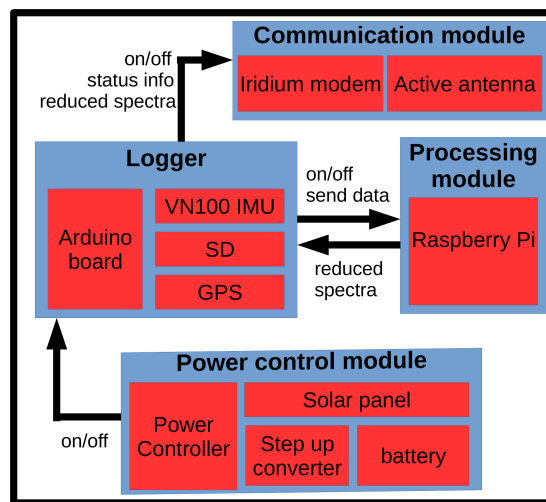 Communication module
Iridium modem
Active antenna
on/off
status info
reduced spectra
Logger
Arduino
board
VN100 IMU
SD
GPS
on/off
send data
reduced
spectra
Processing
module
Raspberry Pi
Power control module
Power
Controller
Solar panel
Step up
converter
battery
on/off